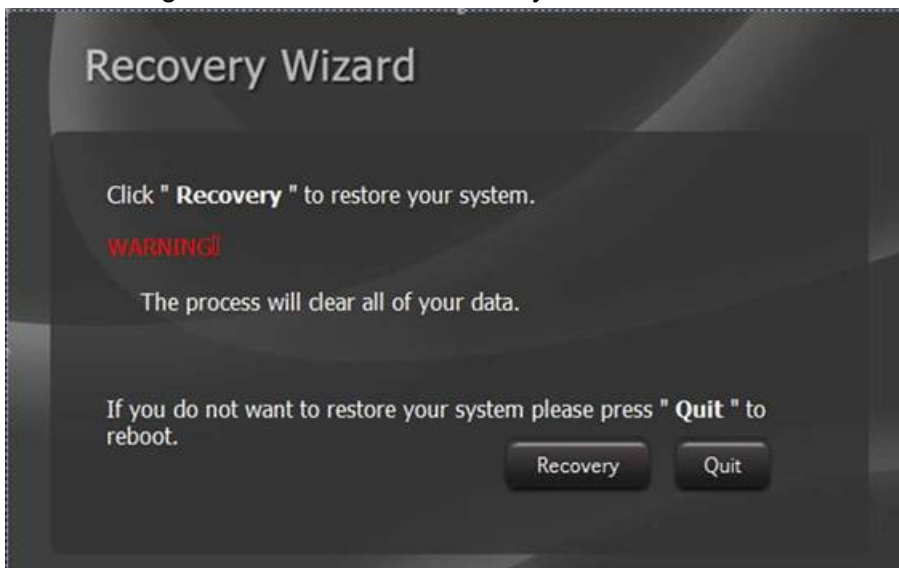 Recovery Wizard
Click " Recovery " to restore your system.
WARNING
The process will clear all of your data.
If you do not want to restore your system please press " Quit " to
reboot.
Recovery
Quit